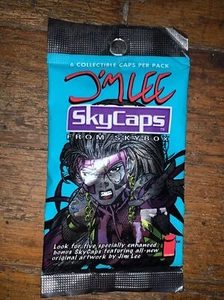 6 COLLECTIBLE CAPS PER PACK
JIM LEE
SkyCaps
FROM SKYBOX
Look for five specially enhanced
bonus SkyCaps featuring all-new
original artwork by Jim Lee